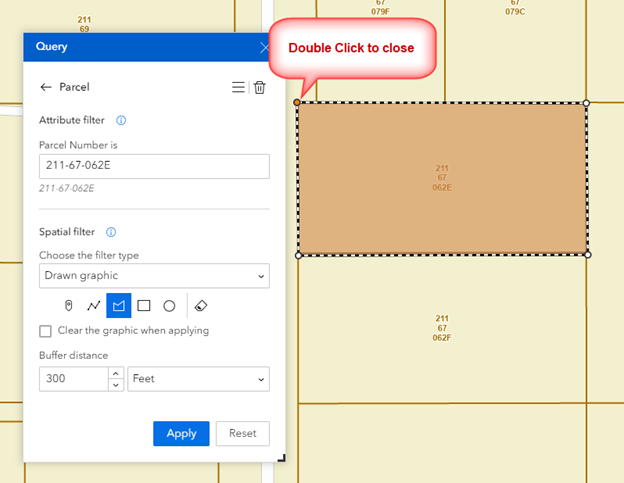 211
69
67
079F
67
079C
Query
Double Click to close
Parcel
Attribute filter
Parcel Number is
211-67-062E
211-67-062E
Spatial filter
Choose the filter type
Drawn graphic
Clear the graphic when applying
Buffer distance
300
Feet
Apply
Reset
211
67
062E
211
67
062F